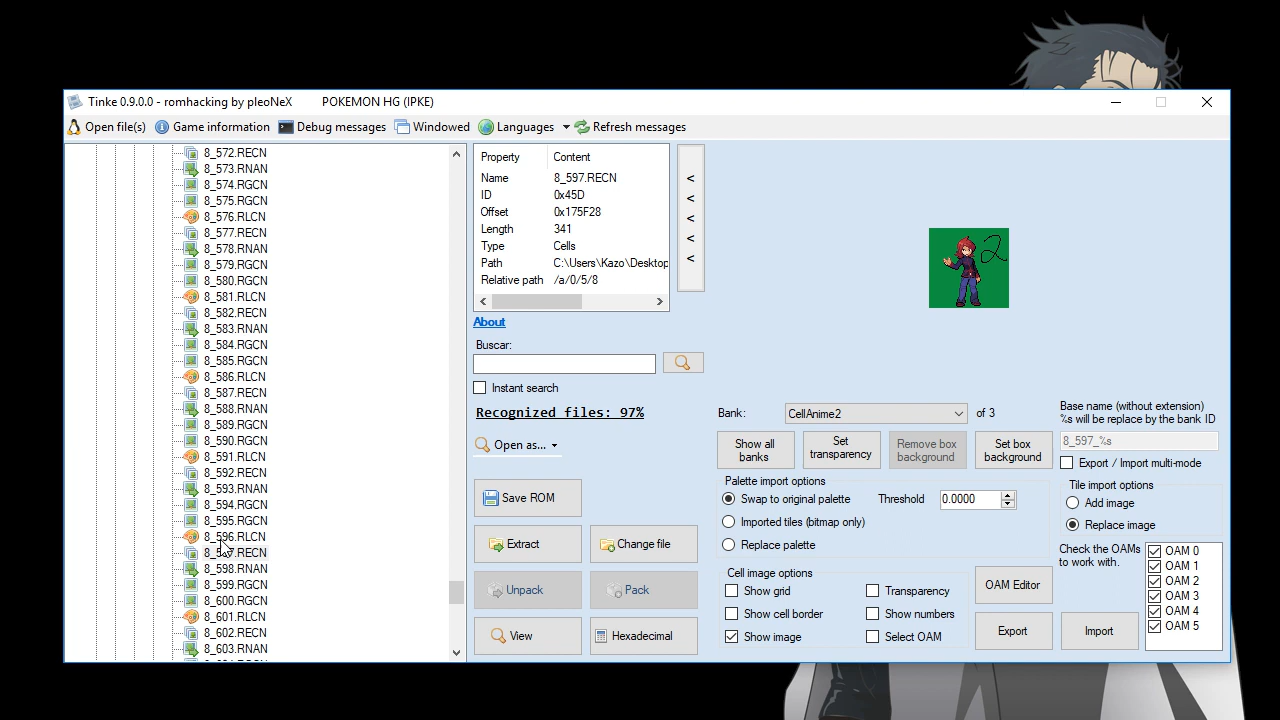 Tinke 0.9.0.0 - romhacking by pleoNeX POKEMON HG (IPKE)
Open file(s) Game information Debug messages Windowed Languages Refresh messages
8_572.RECN
8_573.RNAN
8_574.RGCN
8_575.RGCN
8_576.RLCN
8_577.RECN
8_578.RNAN
8_579.RGCN
8_580.RGCN
8_581.RLCN
8_582.RECN
8_583.RNAN
8_584.RGCN
8_585.RGCN
8_586.RLCN
8_587.RECN
8_588.RNAN
8_589.RGCN
8_590.RGCN
8_591.RLCN
8_592.RECN
8_593.RNAN
8_594.RGCN
8_595.RGCN
8_596.RLCN
8_597.RECN
8_598.RNAN
8_599.RGCN
8_600.RGCN
8_601.RLCN
8_602.RECN
8_603.RNAN
Property Content
Name 8_597.RECN
ID 0x45D
Offset 0x175F28
Length 341
Type Cells
Path C:\Users\Kazo\Desktop
Relative path /a/0/5/8
<
<
<
<
<
About
Buscar:
Instant search
Recognized files: 97%
Open as...
Save ROM
Extract Change file
Unpack Pack
View Hexadecimal
2
Bank: CellAnime2 of 3
Show all banks
Set transparency
Remove box background
Set box background
Palette import options
Swap to original palette Threshold 0.0000
Imported tiles (bitmap only)
Replace palette
Cell image options
Show grid Transparency
Show cell border Show numbers
Show image Select OAM
OAM Editor
Export
Base name (without extension)
%s will be replace by the bank ID
8_597_%s
Export / Import multi-mode
Tile import options
Add image
Replace image
Check the OAMs
to work with.
OAM 0
OAM 1
OAM 2
OAM 3
OAM 4
OAM 5
Import